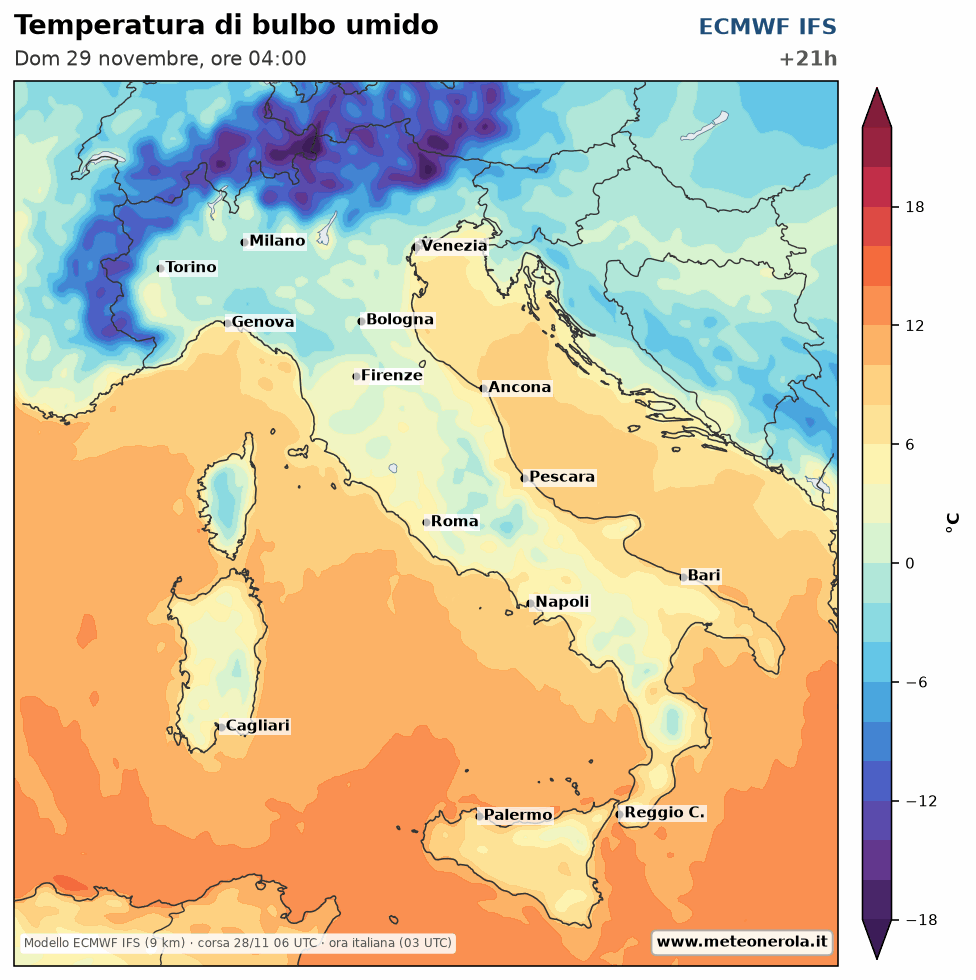 Temperatura di bulbo umido
ECMWF IFS
Dom 29 novembre, ore 04:00
+21h
Milano
Venezia
Torino
Genova
Bologna
Firenze
Ancona
Pescara
Roma
Bari
Napoli
Cagliari
Palermo
Reggio C.
18
12
6
0
−6
−12
−18
°C
Modello ECMWF IFS (9 km) · corsa 28/11 06 UTC · ora italiana (03 UTC)
www.meteonerola.it